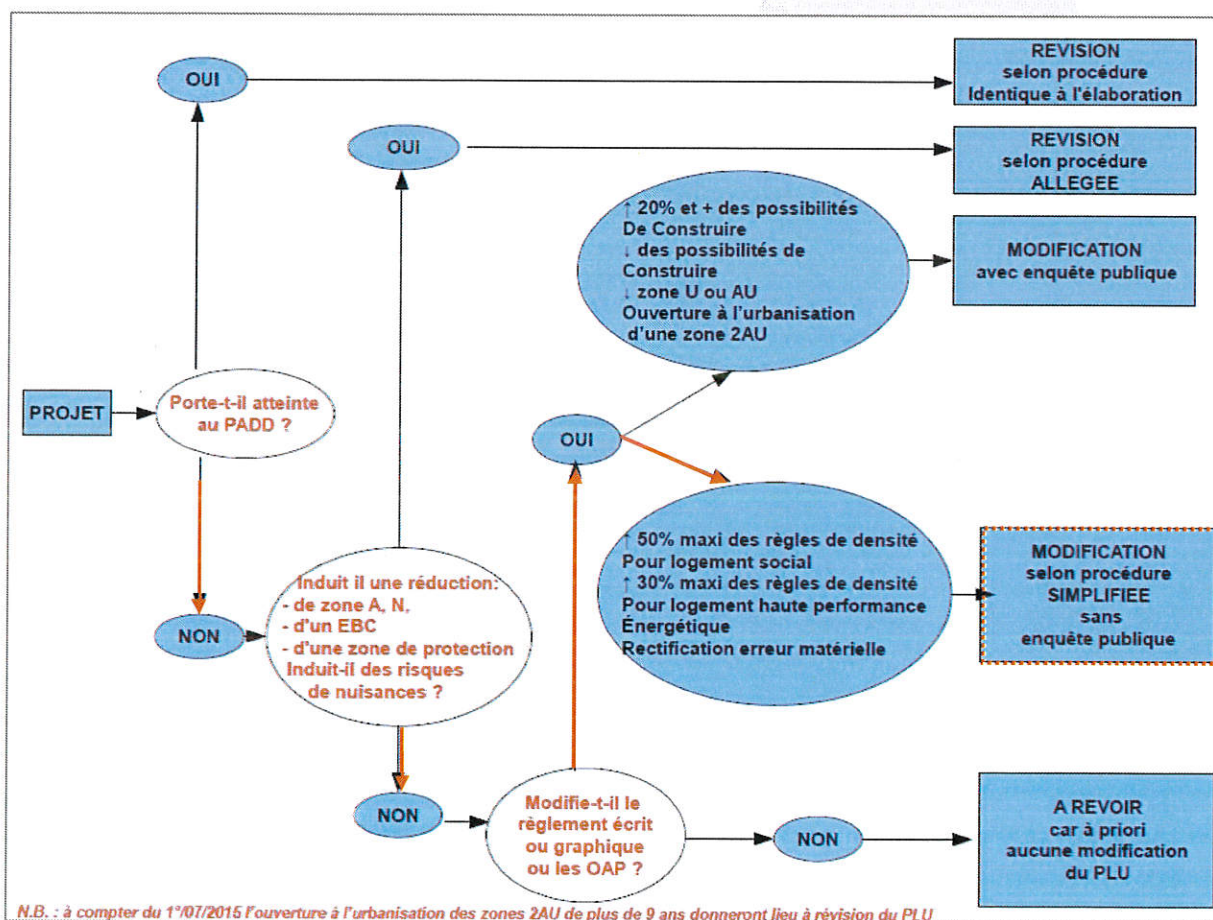 OUI
REVISION
selon procédure
Identique à l'élaboration
OUI
REVISION
selon procédure
ALLEGEE
↑ 20% et + des possibilités
De Construire
↓ des possibilités de
Construire
↓ zone U ou AU
Ouverture à l'urbanisation
d'une zone 2AU
MODIFICATION
avec enquête publique
PROJET
Porte-t-il atteinte
au PADD ?
OUI
↑ 50% maxi des règles de densité
Pour logement social
↑ 30% maxi des règles de densité
Pour logement haute performance
Énergétique
Rectification erreur matérielle
MODIFICATION
selon procédure
SIMPLIFIEE
sans
enquête publique
NON
Induit il une réduction:
- de zone A, N,
- d'un EBC
- d'une zone de protection
Induit-il des risques
de nuisances ?
NON
Modifie-t-il le
règlement écrit
ou graphique
ou les OAP ?
NON
A REVOIR
car à priori
aucune modification
du PLU
N.B. : à compter du 1°/07/2015 l'ouverture à l'urbanisation des zones 2AU de plus de 9 ans donneront lieu à révision du PLU